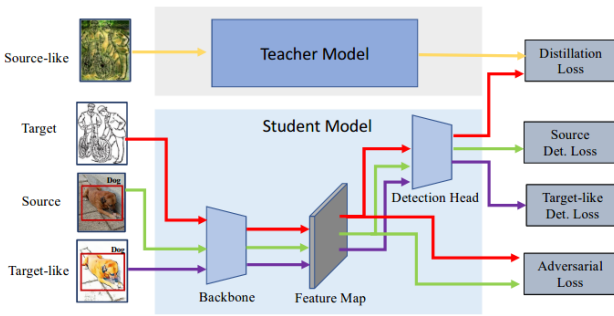 Source-like
Teacher Model
Distillation
Loss
Target
Student Model
Source
Det. Loss
Dog
Source
Detection Head
Target-like
Det. Loss
Dog
Target-like
Backbone
Feature Map
Adversarial
Loss